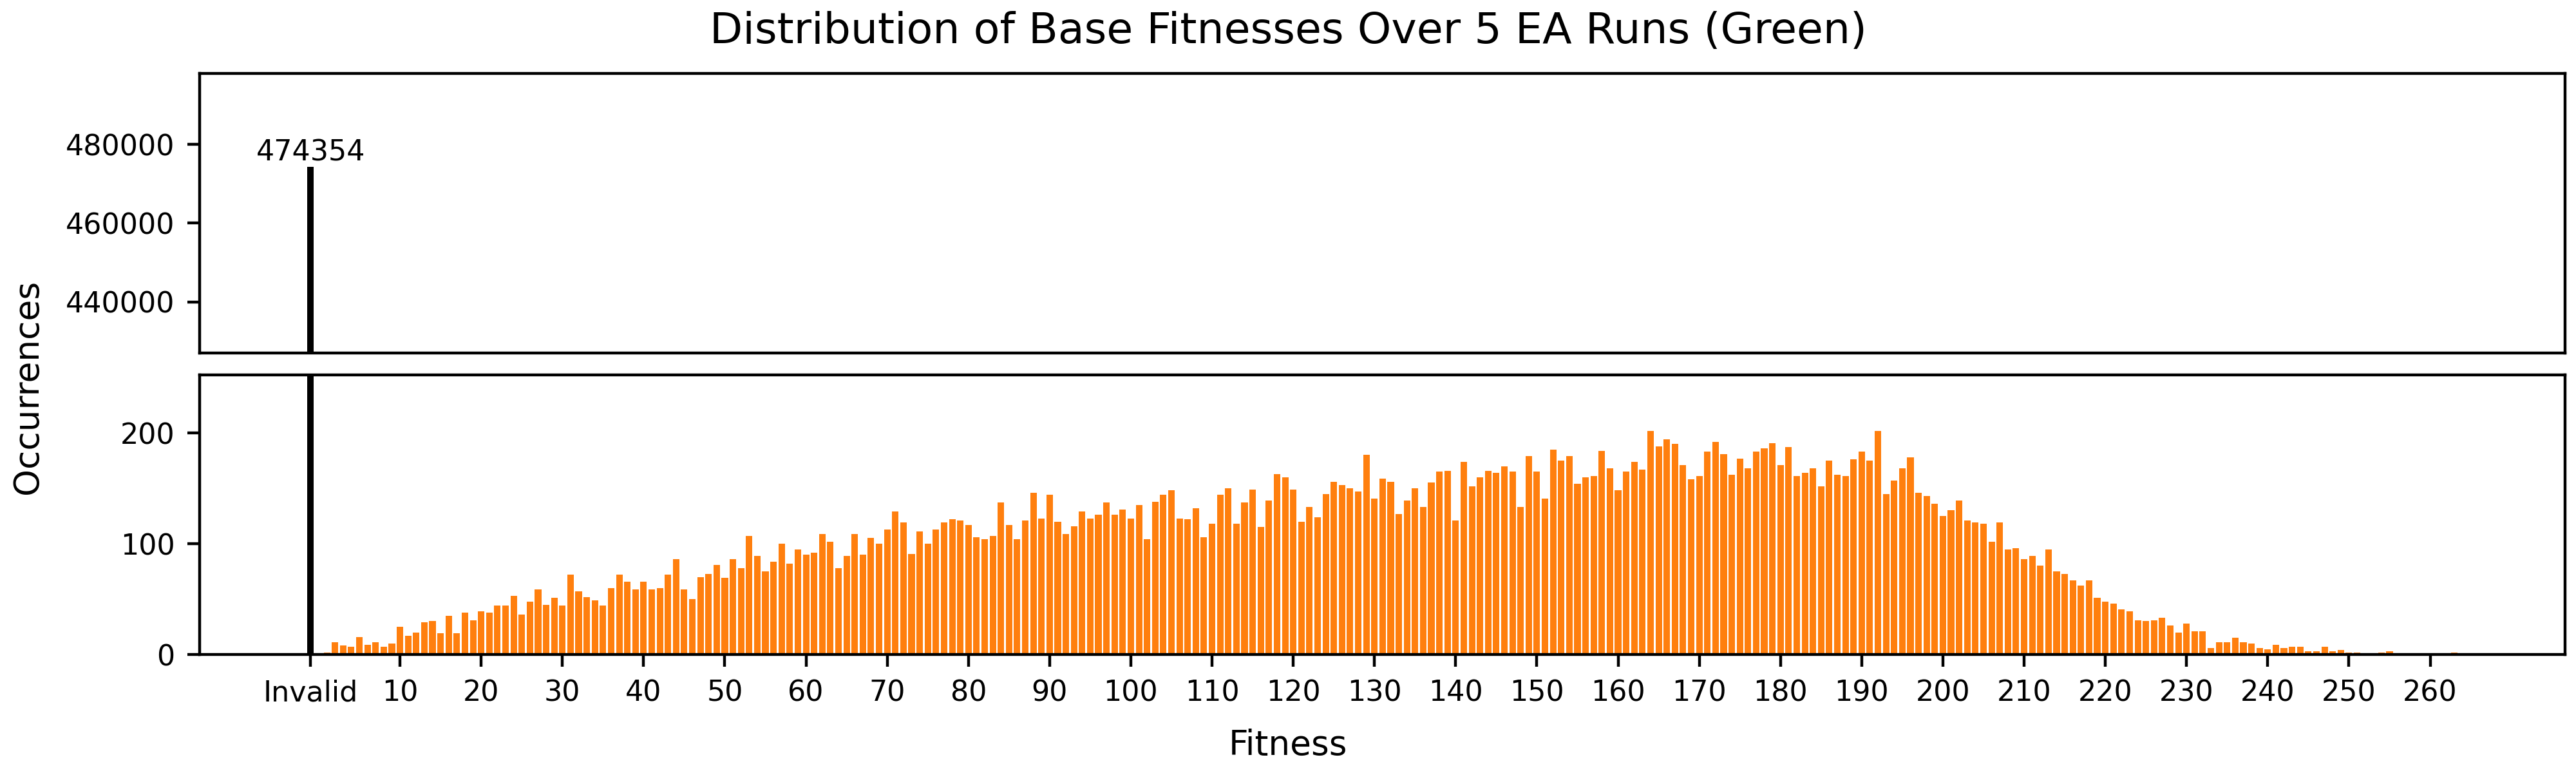 Distribution of Base Fitnesses Over 5 EA Runs (Green)
480000
460000
440000
474354
Occurrences
200
100
0
Invalid 10 20 30 40 50 60 70 80 90 100 110 120 130 140 150 160 170 180 190 200 210 220 230 240 250 260
Fitness